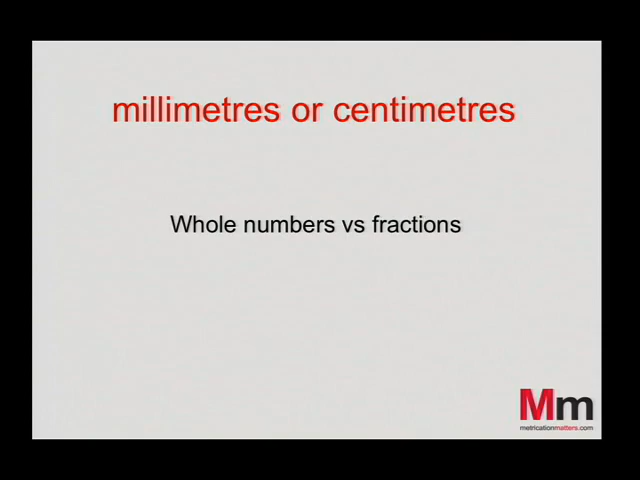 millimetres or centimetres
Whole numbers vs fractions
Mm
metricationmatters.com